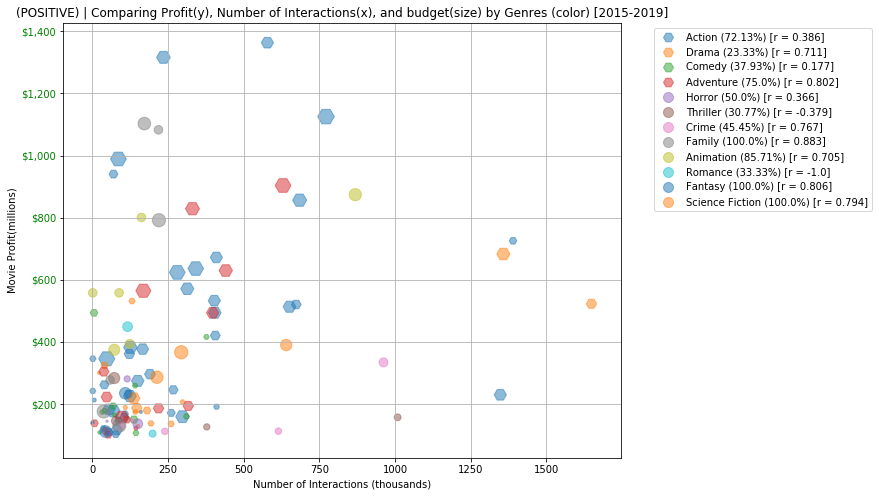 (POSITIVE) | Comparing Profit(y), Number of Interactions(x), and budget(size) by Genres (color) [2015-2019]
$1,400
$1,200
$1,000
$800
$600
$400
$200
Movie Profit(millions)
0 250 500 750 1000 1250 1500
Number of Interactions (thousands)
Action (72.13%) [r = 0.386]
Drama (23.33%) [r = 0.711]
Comedy (37.93%) [r = 0.177]
Adventure (75.0%) [r = 0.802]
Horror (50.0%) [r = 0.366]
Thriller (30.77%) [r = -0.379]
Crime (45.45%) [r = 0.767]
Family (100.0%) [r = 0.883]
Animation (85.71%) [r = 0.705]
Romance (33.33%) [r = -1.0]
Fantasy (100.0%) [r = 0.806]
Science Fiction (100.0%) [r = 0.794]